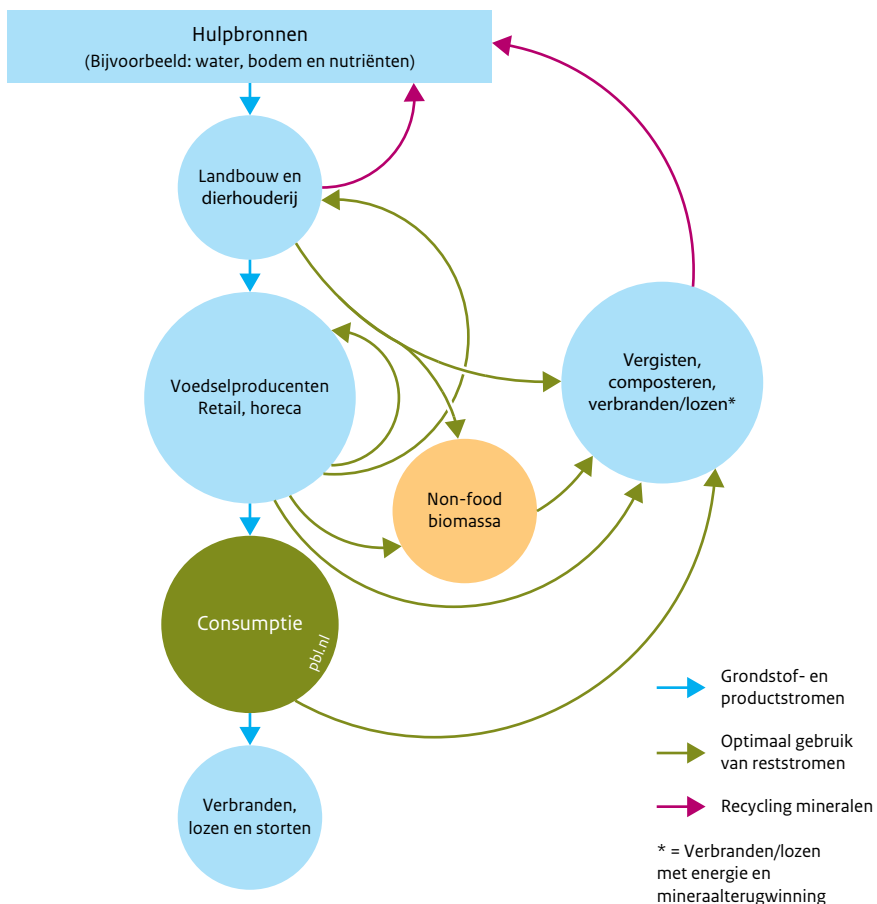 Hulpbronnen
(Bijvoorbeeld: water, bodem en nutriënten)
Landbouw en
dierhouderij
Voedselproducenten
Retail, horeca
Vergisten,
composteren,
verbranden/lozen*
Non-food
biomassa
Consumptie
pbl.nl
Verbranden,
lozen en storten
Grondstof- en
productstromen
Optimaal gebruik
van reststromen
Recycling mineralen
* = Verbranden/lozen
met energie en
mineraalterugwinning